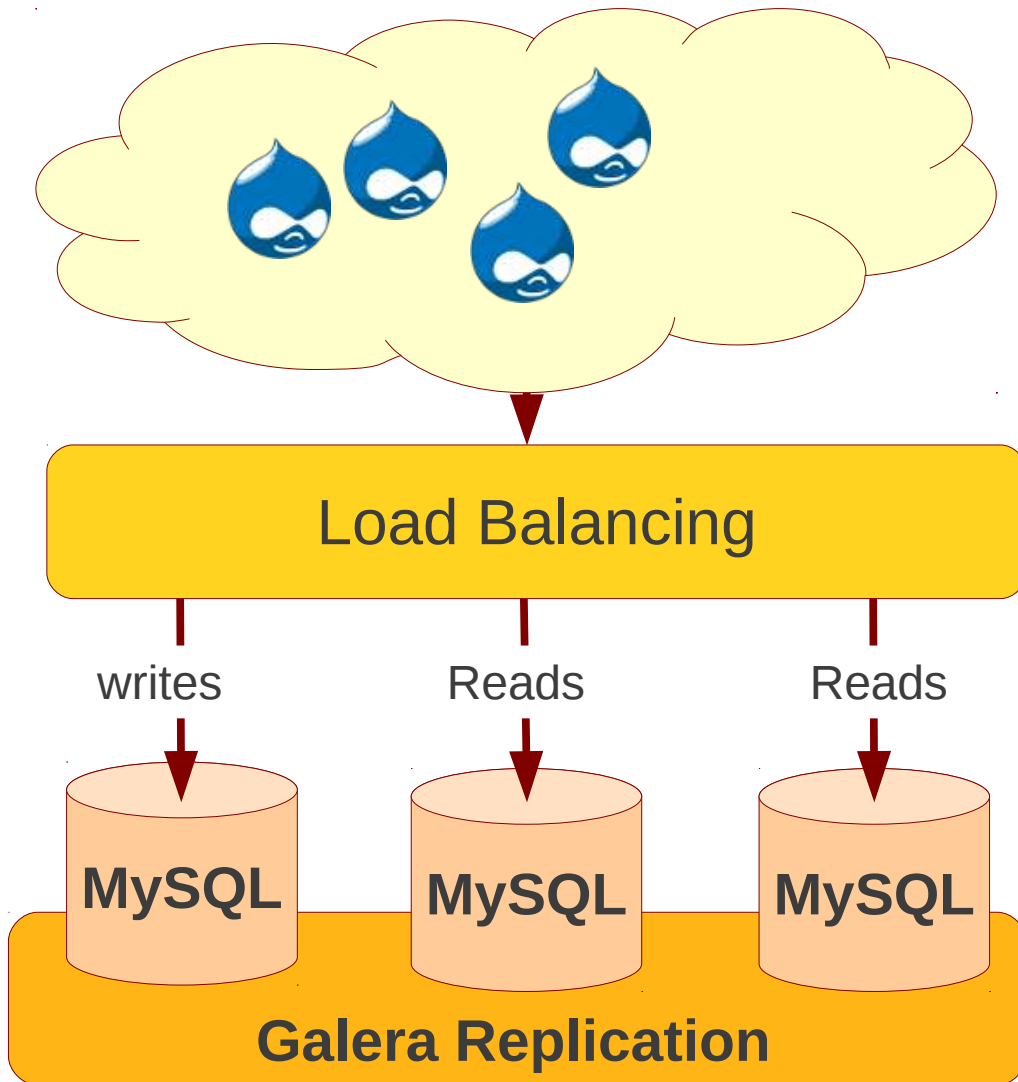 Load Balancing
writes
Reads
Reads
MySQL
MySQL
MySQL
Galera Replication